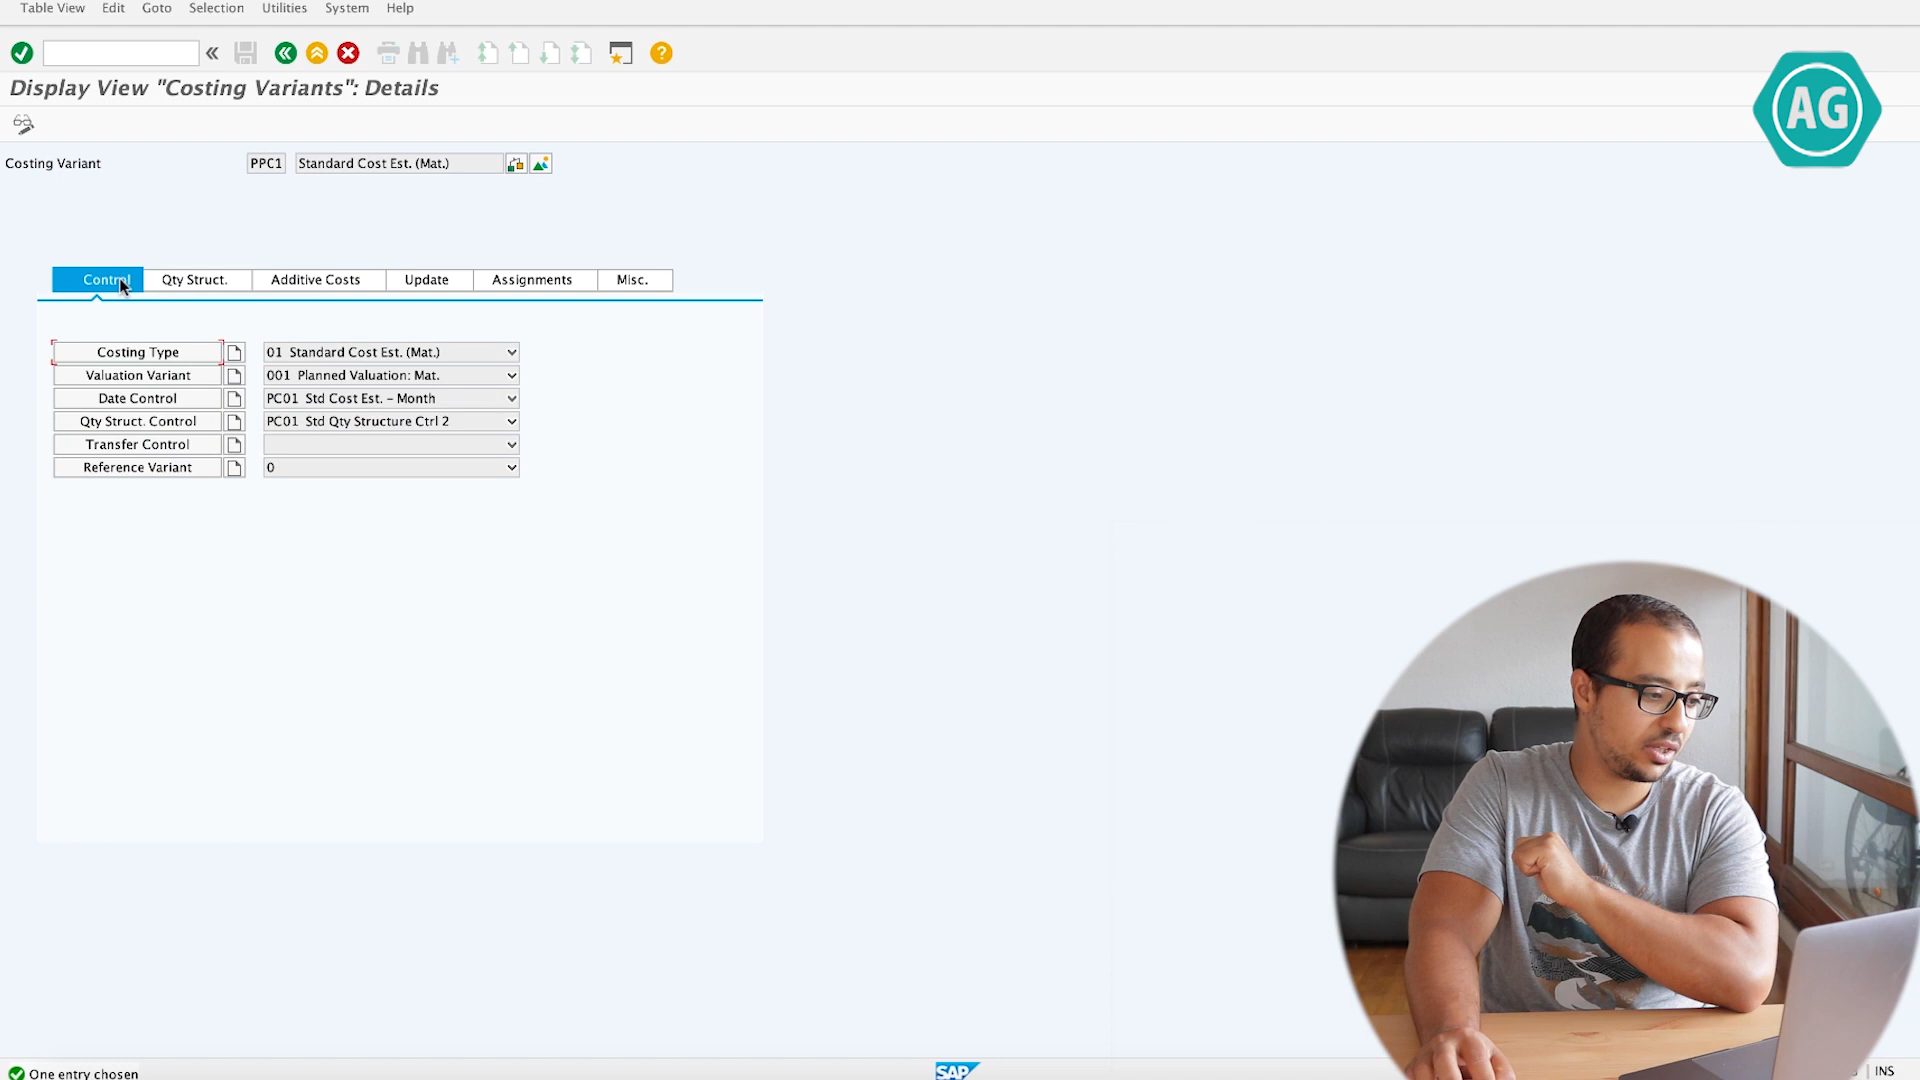 Table View Edit Goto Selection Utilities System Help
Display View "Costing Variants": Details
AG
Costing Variant PPC1 Standard Cost Est. (Mat.)
Control Qty Struct. Additive Costs Update Assignments Misc.
Costing Type 01 Standard Cost Est. (Mat.)
Valuation Variant 001 Planned Valuation: Mat.
Date Control PC01 Std Cost Est. - Month
Qty Struct. Control PC01 Std Qty Structure Ctrl 2
Transfer Control
Reference Variant 0
One entry chosen
SAP
INS